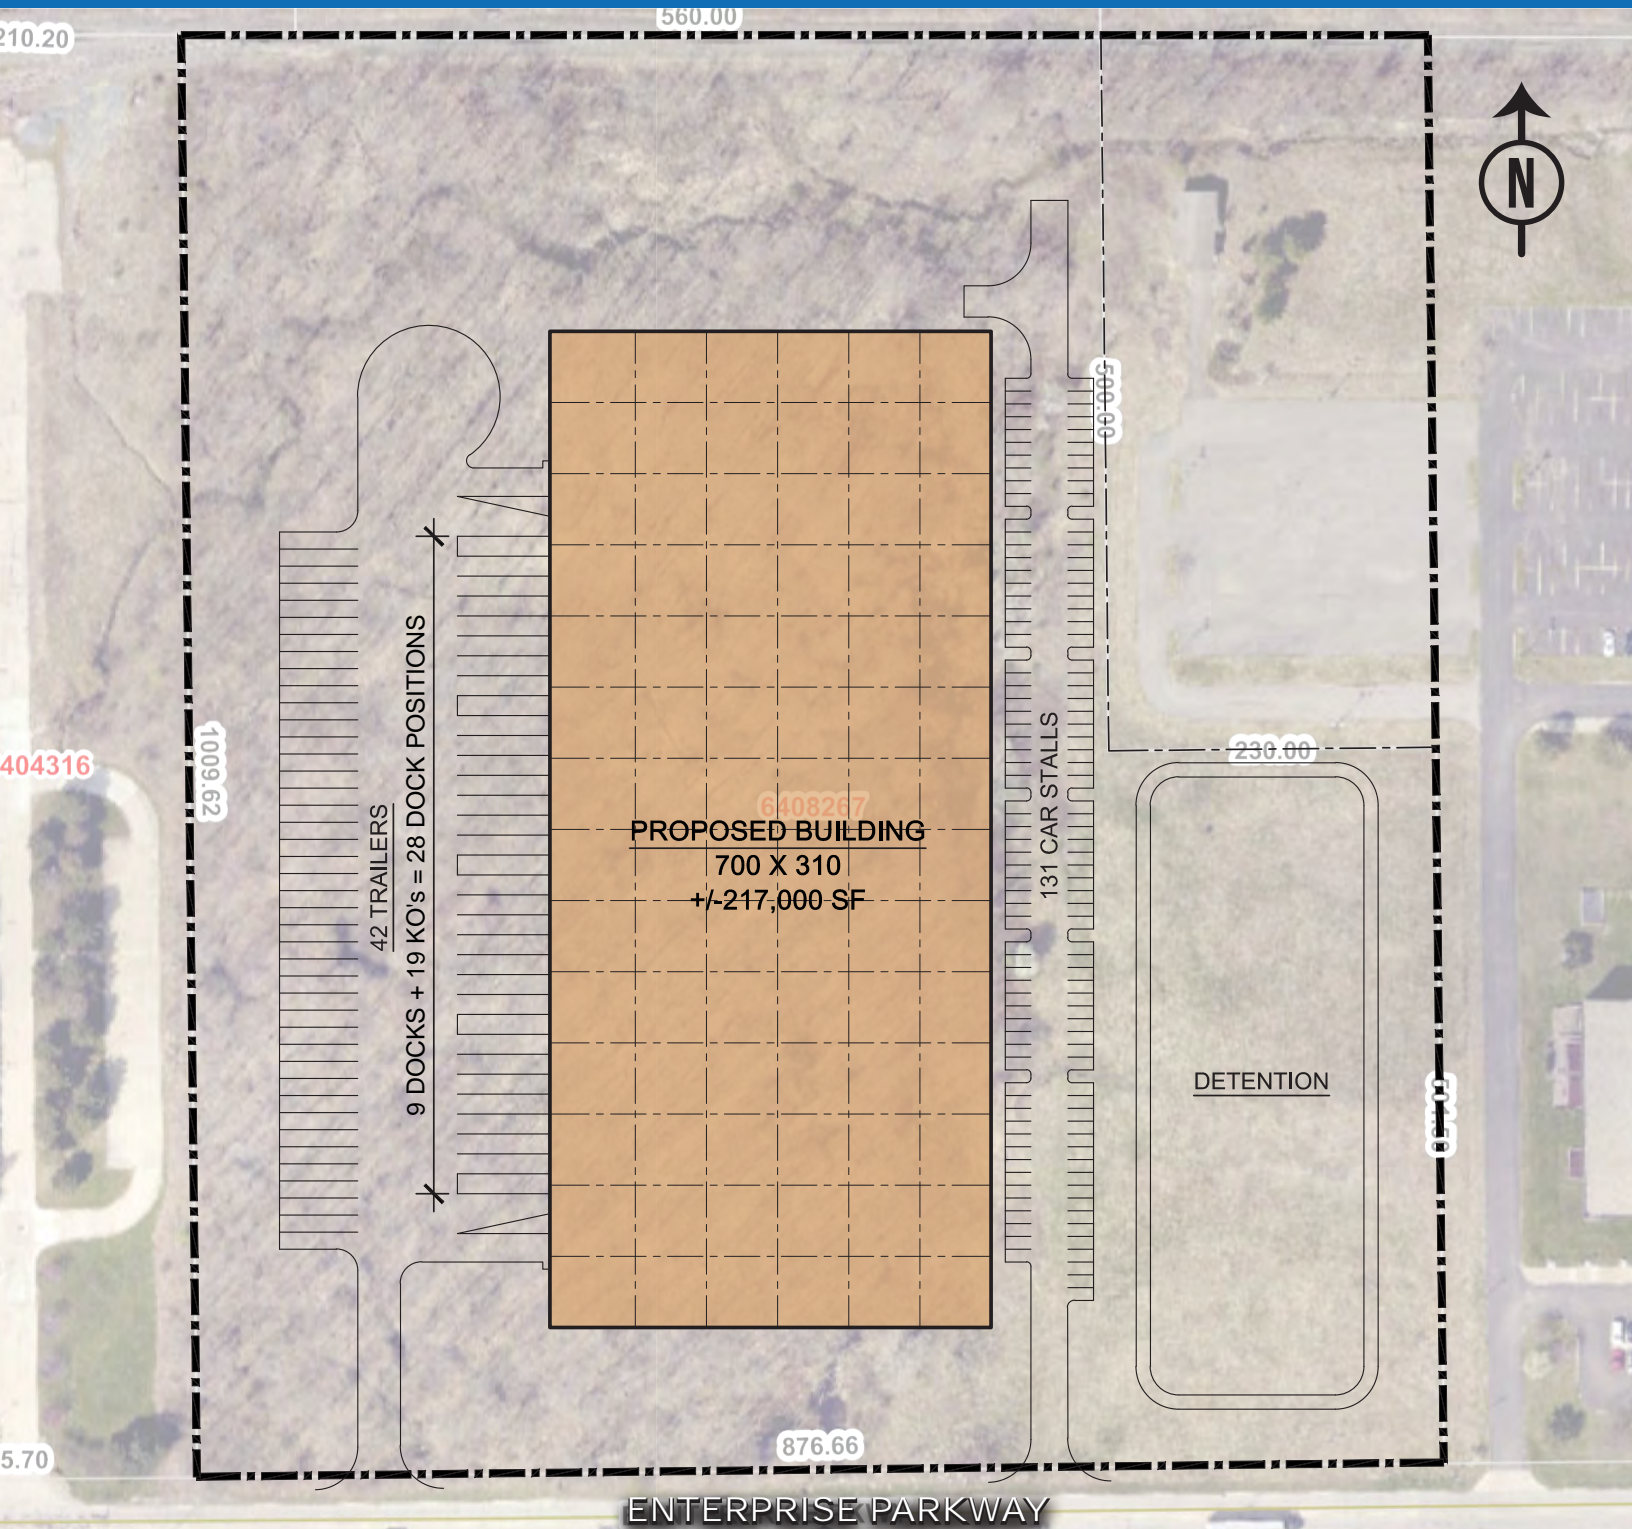 560.00
210.20
N
500.00
9 DOCKS + 19 KO's = 28 DOCK POSITIONS
42 TRAILERS
1009.62
404316
6408267
PROPOSED BUILDING
700 X 310
+/-217,000 SF
131 CAR STALLS
230.00
DETENTION
501.50
876.66
5.70
ENTERPRISE PARKWAY